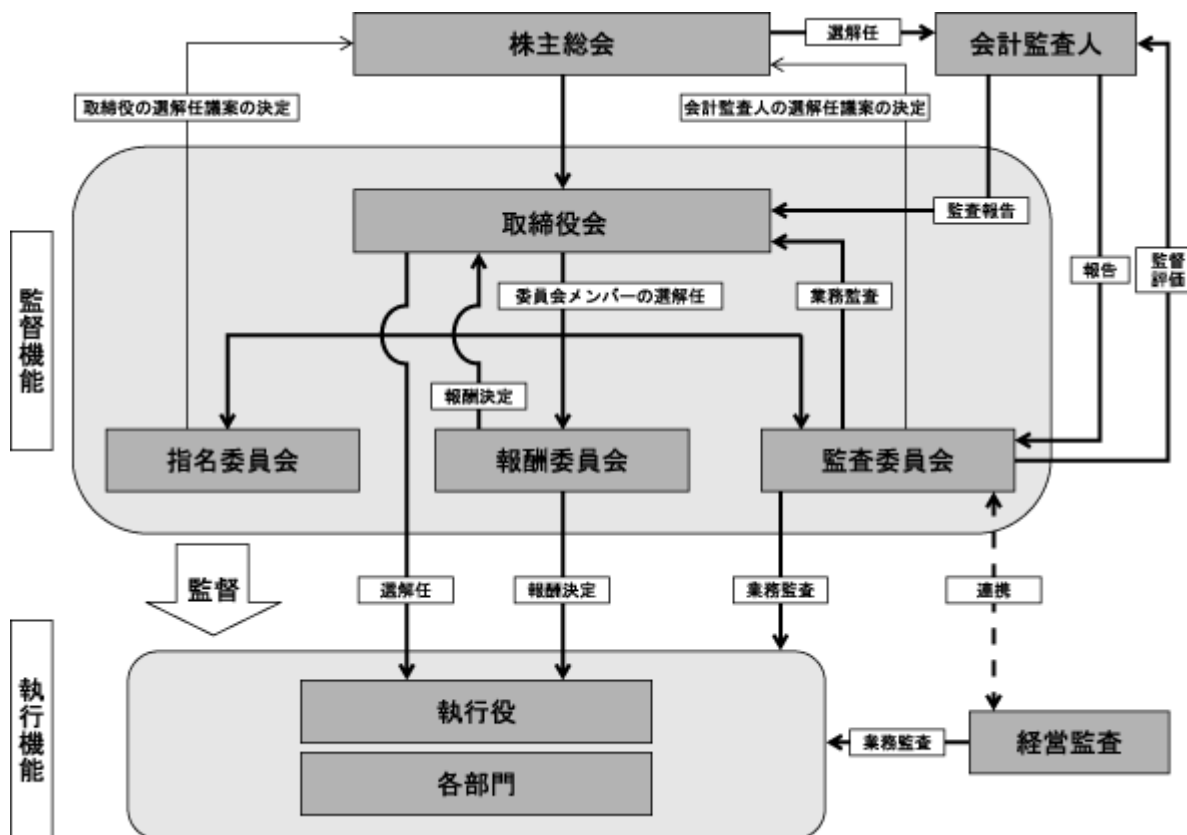 株主総会
選解任
会計監査人
取締役の選解任議案の決定
会計監査人の選解任議案の決定
取締役会
監査報告
監督機能
委員会メンバーの選解任
業務監査
報告
監督
評価
報酬決定
指名委員会
報酬委員会
監査委員会
監督
選解任
報酬決定
業務監査
連携
執行機能
執行役
業務監査
経営監査
各部門